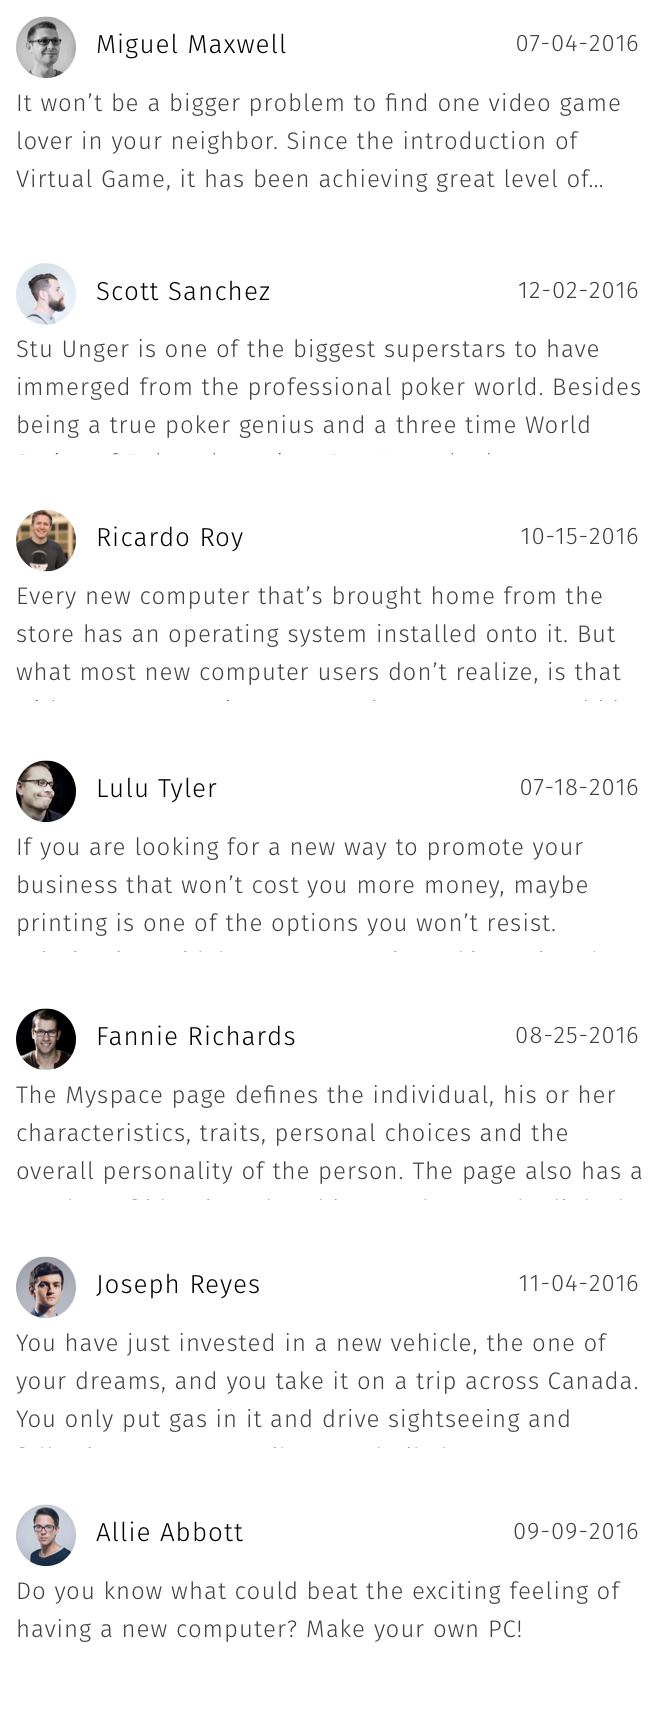 Miguel Maxwell 07-04-2016
It won’t be a bigger problem to find one video game
lover in your neighbor. Since the introduction of
Virtual Game, it has been achieving great level of…
Scott Sanchez 12-02-2016
Stu Unger is one of the biggest superstars to have
immerged from the professional poker world. Besides
being a true poker genius and a three time World
Ricardo Roy 10-15-2016
Every new computer that’s brought home from the
store has an operating system installed onto it. But
what most new computer users don’t realize, is that
Lulu Tyler 07-18-2016
If you are looking for a new way to promote your
business that won’t cost you more money, maybe
printing is one of the options you won’t resist.
Fannie Richards 08-25-2016
The Myspace page defines the individual, his or her
characteristics, traits, personal choices and the
overall personality of the person. The page also has a
Joseph Reyes 11-04-2016
You have just invested in a new vehicle, the one of
your dreams, and you take it on a trip across Canada.
You only put gas in it and drive sightseeing and
Allie Abbott 09-09-2016
Do you know what could beat the exciting feeling of
having a new computer? Make your own PC!